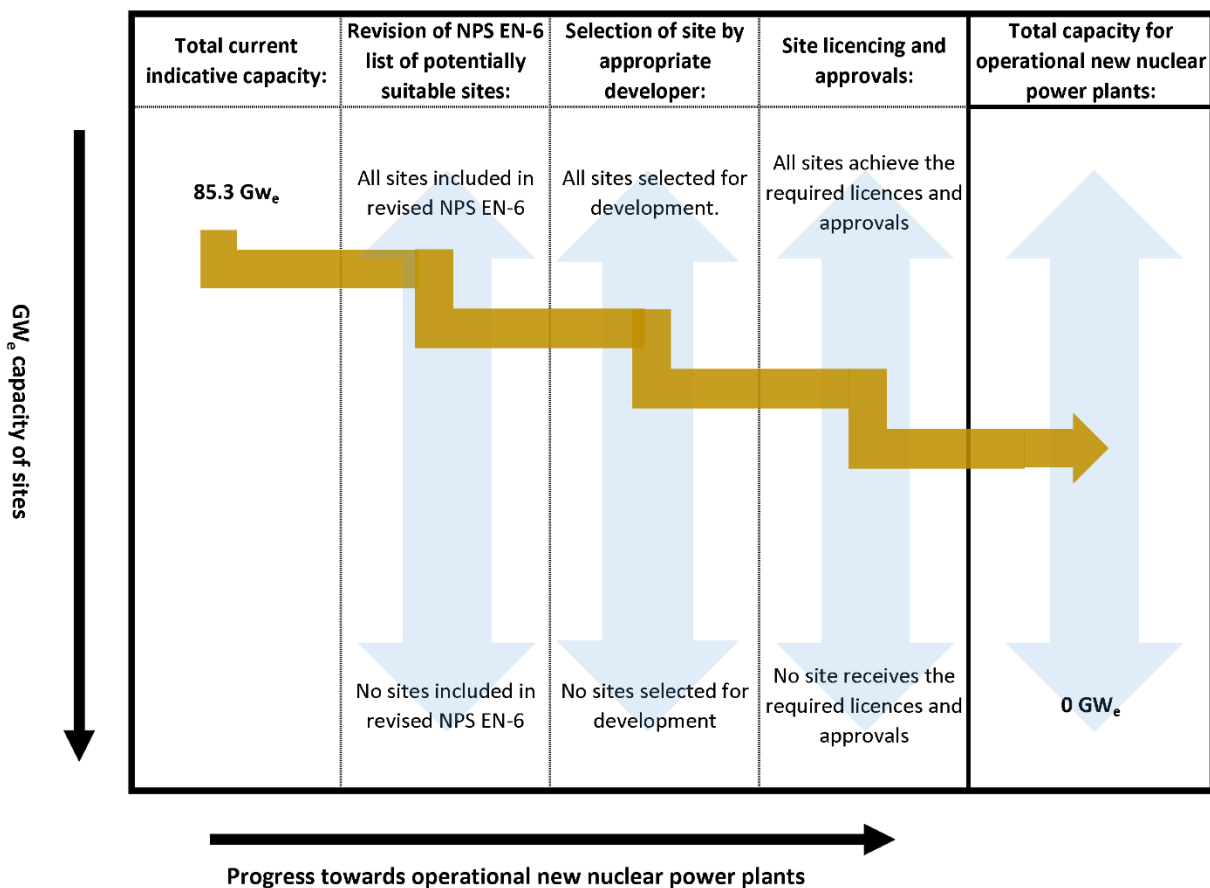 Total current
indicative capacity:
Revision of NPS EN-6
list of potentially
suitable sites:
Selection of site by
appropriate
developer:
Site licencing and
approvals:
Total capacity for
operational new nuclear
power plants:
85.3 Gwe
All sites included in
revised NPS EN-6
All sites selected for
development.
All sites achieve the
required licences and
approvals
GWe capacity of sites
No sites included in
revised NPS EN-6
No sites selected for
development
No site receives the
required licences and
approvals
0 GWe
Progress towards operational new nuclear power plants